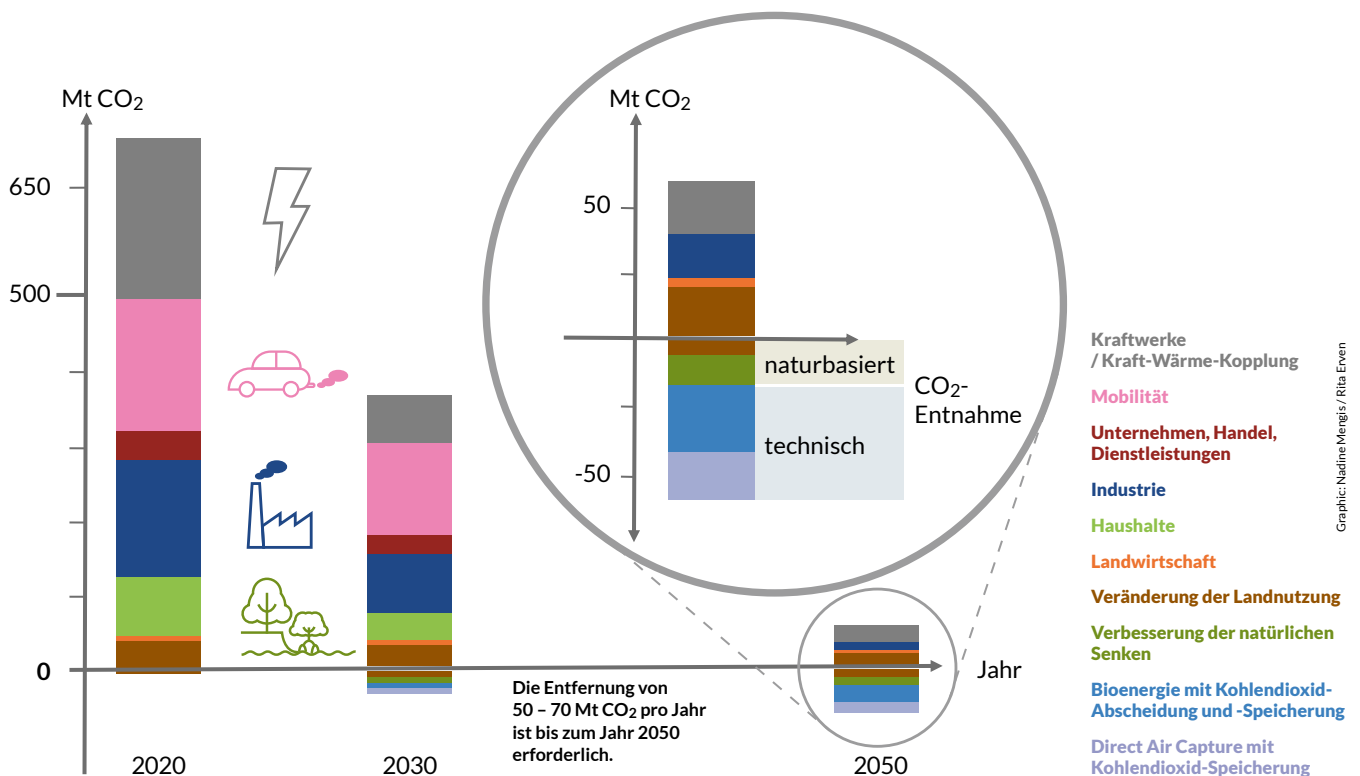 Mt CO2
650
500
0
2020
2030
Die Entfernung von
50 – 70 Mt CO2 pro Jahr
ist bis zum Jahr 2050
erforderlich.
Mt CO2
50
-50
naturbasiert
technisch
CO2-
Entnahme
Jahr
2050
Kraftwerke
/ Kraft-Wärme-Kopplung
Mobilität
Unternehmen, Handel,
Dienstleistungen
Industrie
Haushalte
Landwirtschaft
Veränderung der Landnutzung
Verbesserung der natürlichen
Senken
Bioenergie mit Kohlendioxid-
Abscheidung und -Speicherung
Direct Air Capture mit
Kohlendioxid-Speicherung
Graphic: Nadine Mengis / Rita Erven